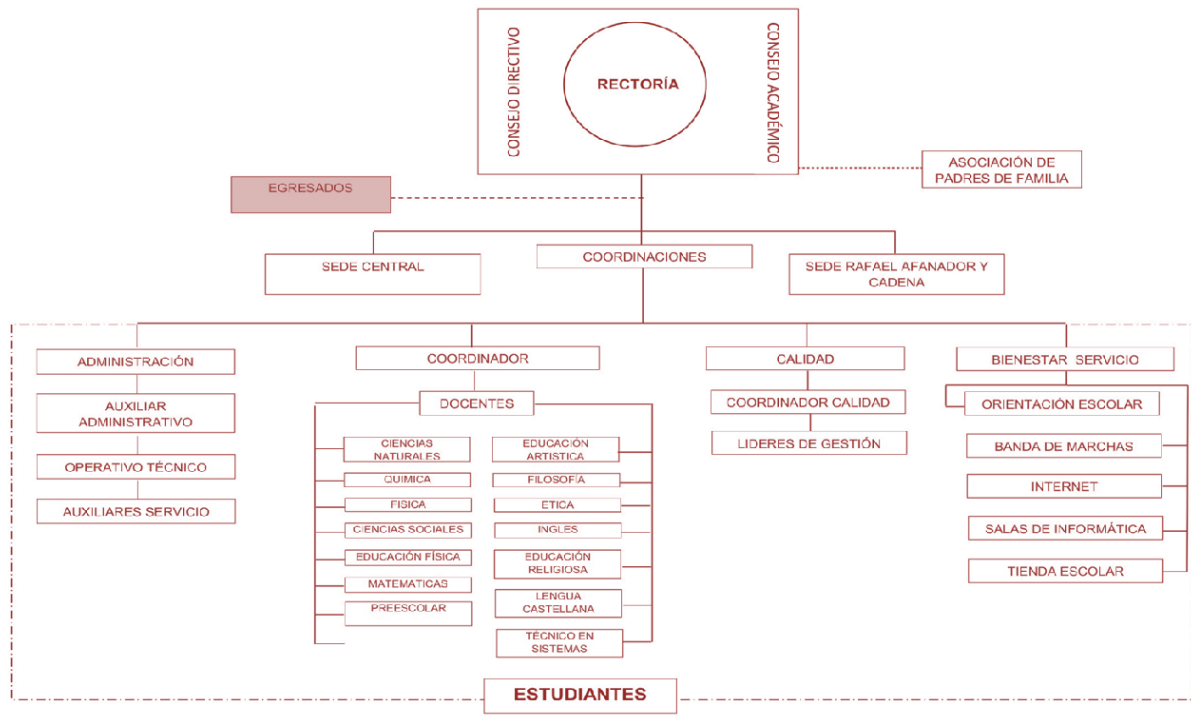 CONSEJO DIRECTIVO
RECTORÍA
CONSEJO ACADÉMICO
ASOCIACIÓN DE
PADRES DE FAMILIA
EGRESADOS
SEDE CENTRAL
COORDINACIONES
SEDE RAFAEL AFANADOR Y
CADENA
ADMINISTRACIÓN
AUXILIAR
ADMINISTRATIVO
OPERATIVO TÉCNICO
AUXILIARES SERVICIO
COORDINADOR
DOCENTES
CIENCIAS
NATURALES
QUIMICA
FISICA
CIENCIAS SOCIALES
EDUCACIÓN FÍSICA
MATEMATICAS
PREESCOLAR
EDUCACIÓN
ARTISTICA
FILOSOFÍA
ETICA
INGLES
EDUCACIÓN
RELIGIOSA
LENGUA
CASTELLANA
TÉCNICO EN
SISTEMAS
CALIDAD
COORDINADOR CALIDAD
LIDERES DE GESTIÓN
BIENESTAR SERVICIO
ORIENTACIÓN ESCOLAR
BANDA DE MARCHAS
INTERNET
SALAS DE INFORMÁTICA
TIENDA ESCOLAR
ESTUDIANTES